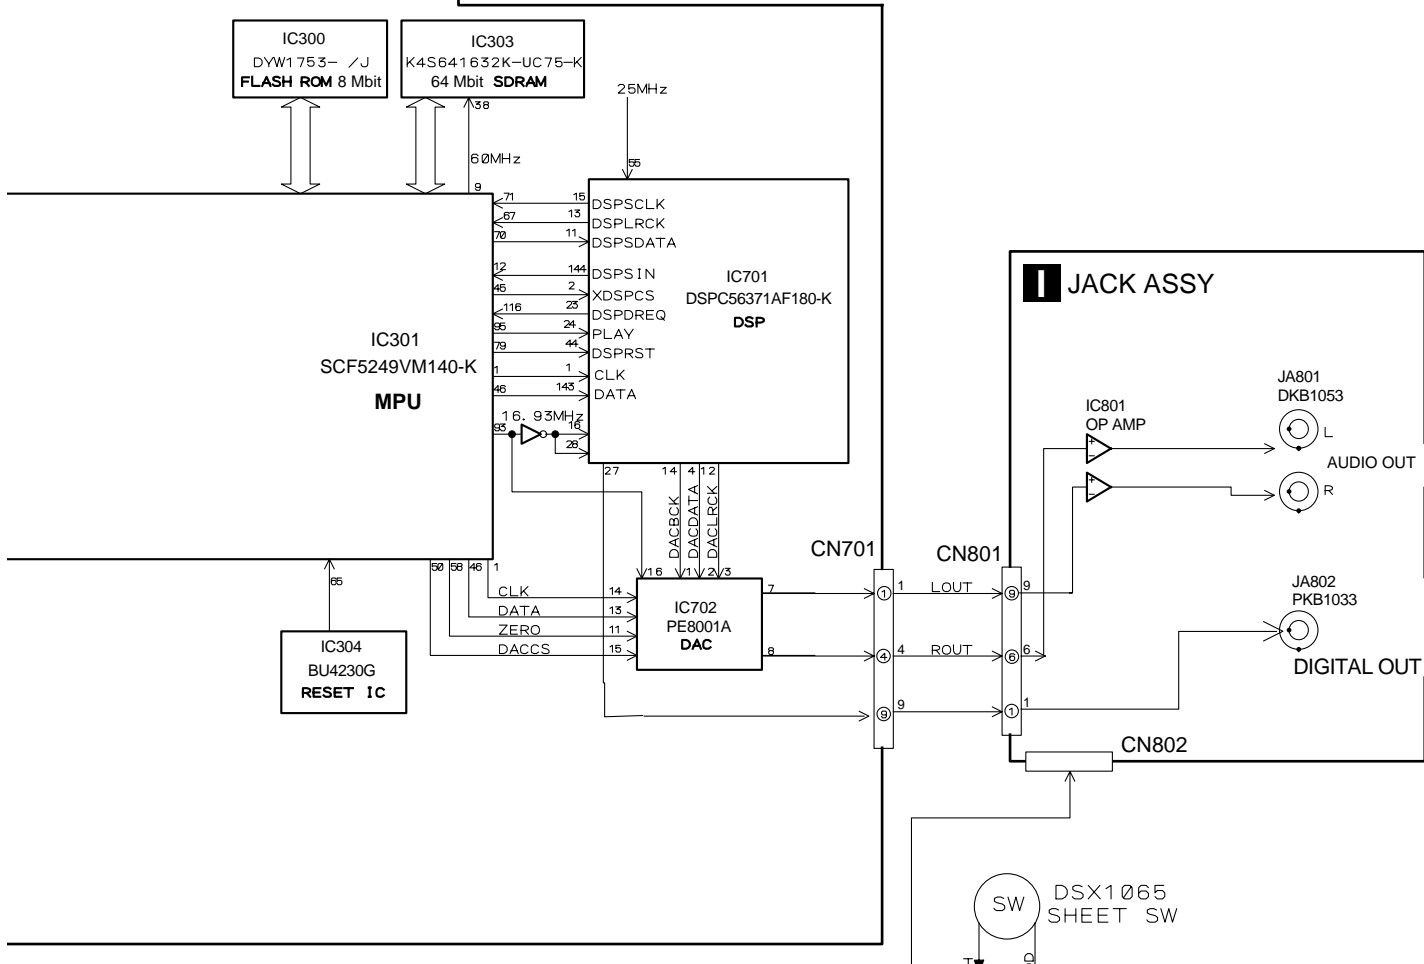 IC300
DYW1753- /J
FLASH ROM 8 Mbit
IC303
K4S641632K-UC75-K
64 Mbit SDRAM
38
60MHz
9
25MHz
55
71
67
70
12
45
116
95
79
1
46
93
15
13
11
144
2
23
24
44
1
143
16
28
DSPSCLK
DSPLRCK
DSPSDATA
DSPSIN
XDSPCS
DSPDREQ
PLAY
DSPRST
CLK
DATA
16. 93MHz
IC701
DSPC56371AF180-K
DSP
IC301
SCF5249VM140-K
MPU
27
14
4
12
DACBCK
DACDATA
DACLRCK
16
1
2
3
65
IC304
BU4230G
RESET IC
50
58
46
1
CLK
DATA
ZERO
DACCS
14
13
11
15
IC702
PE8001A
DAC
7
8
CN701
1
4
9
1
4
9
LOUT
ROUT
CN801
9
6
1
9
6
1
I JACK ASSY
IC801
OP AMP
+
-
+
-
JA801
DKB1053
L
AUDIO OUT
R
JA802
PKB1033
DIGITAL OUT
CN802
SW
DSX1065
SHEET SW